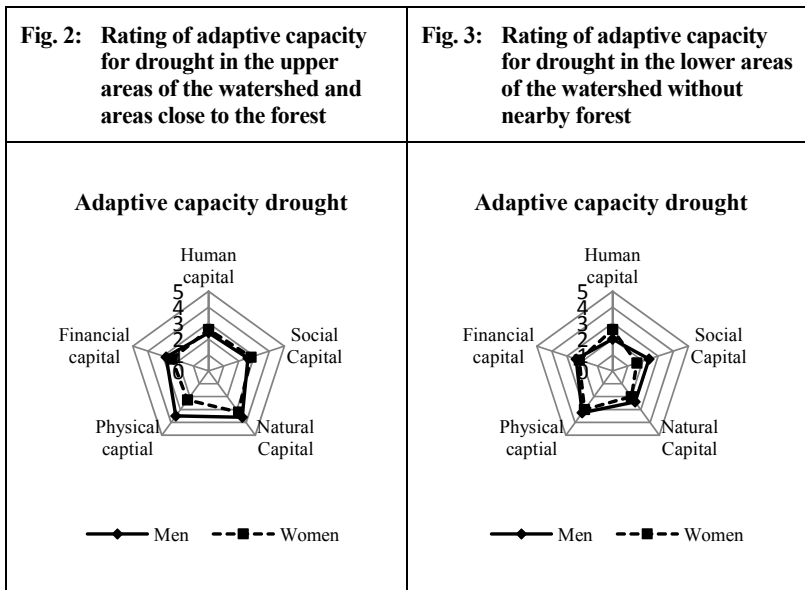 Fig. 2: Rating of adaptive capacity
for drought in the upper
areas of the watershed and
areas close to the forest
Fig. 3: Rating of adaptive capacity
for drought in the lower areas
of the watershed without
nearby forest
Adaptive capacity drought
Human
capital
5
4
3
2
1
0
Financial
capital
Social
Capital
Physical
captial
Natural
Capital
Men
Women
Adaptive capacity drought
Human
capital
5
4
3
2
1
0
Financial
capital
Social
Capital
Physical
captial
Natural
Capital
Men
Women